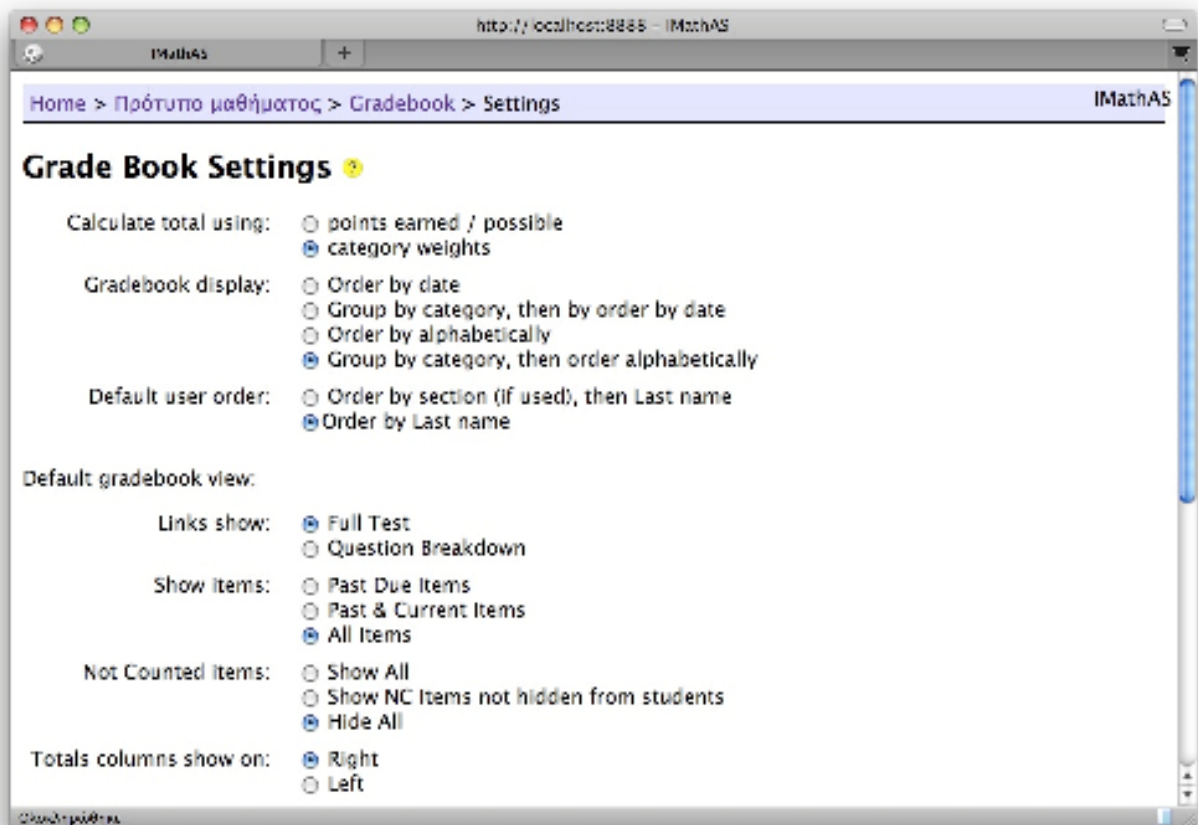 http://localhost:8888 – IMathAS
IMathAS
Home > Πρότυπο μαθήματος > Gradebook > Settings
IMathAS
Grade Book Settings ?
Calculate total using: points earned / possible
category weights
Gradebook display: Order by date
Group by category, then by order by date
Order by alphabetically
Group by category, then order alphabetically
Default user order: Order by section (if used), then Last name
Order by Last name
Default gradebook view:
Links show: Full Test
Question Breakdown
Show Items: Past Due Items
Past & Current Items
All Items
Not Counted Items: Show All
Show NC Items not hidden from students
Hide All
Totals columns show on: Right
Left
Ολοκληρώθηκε